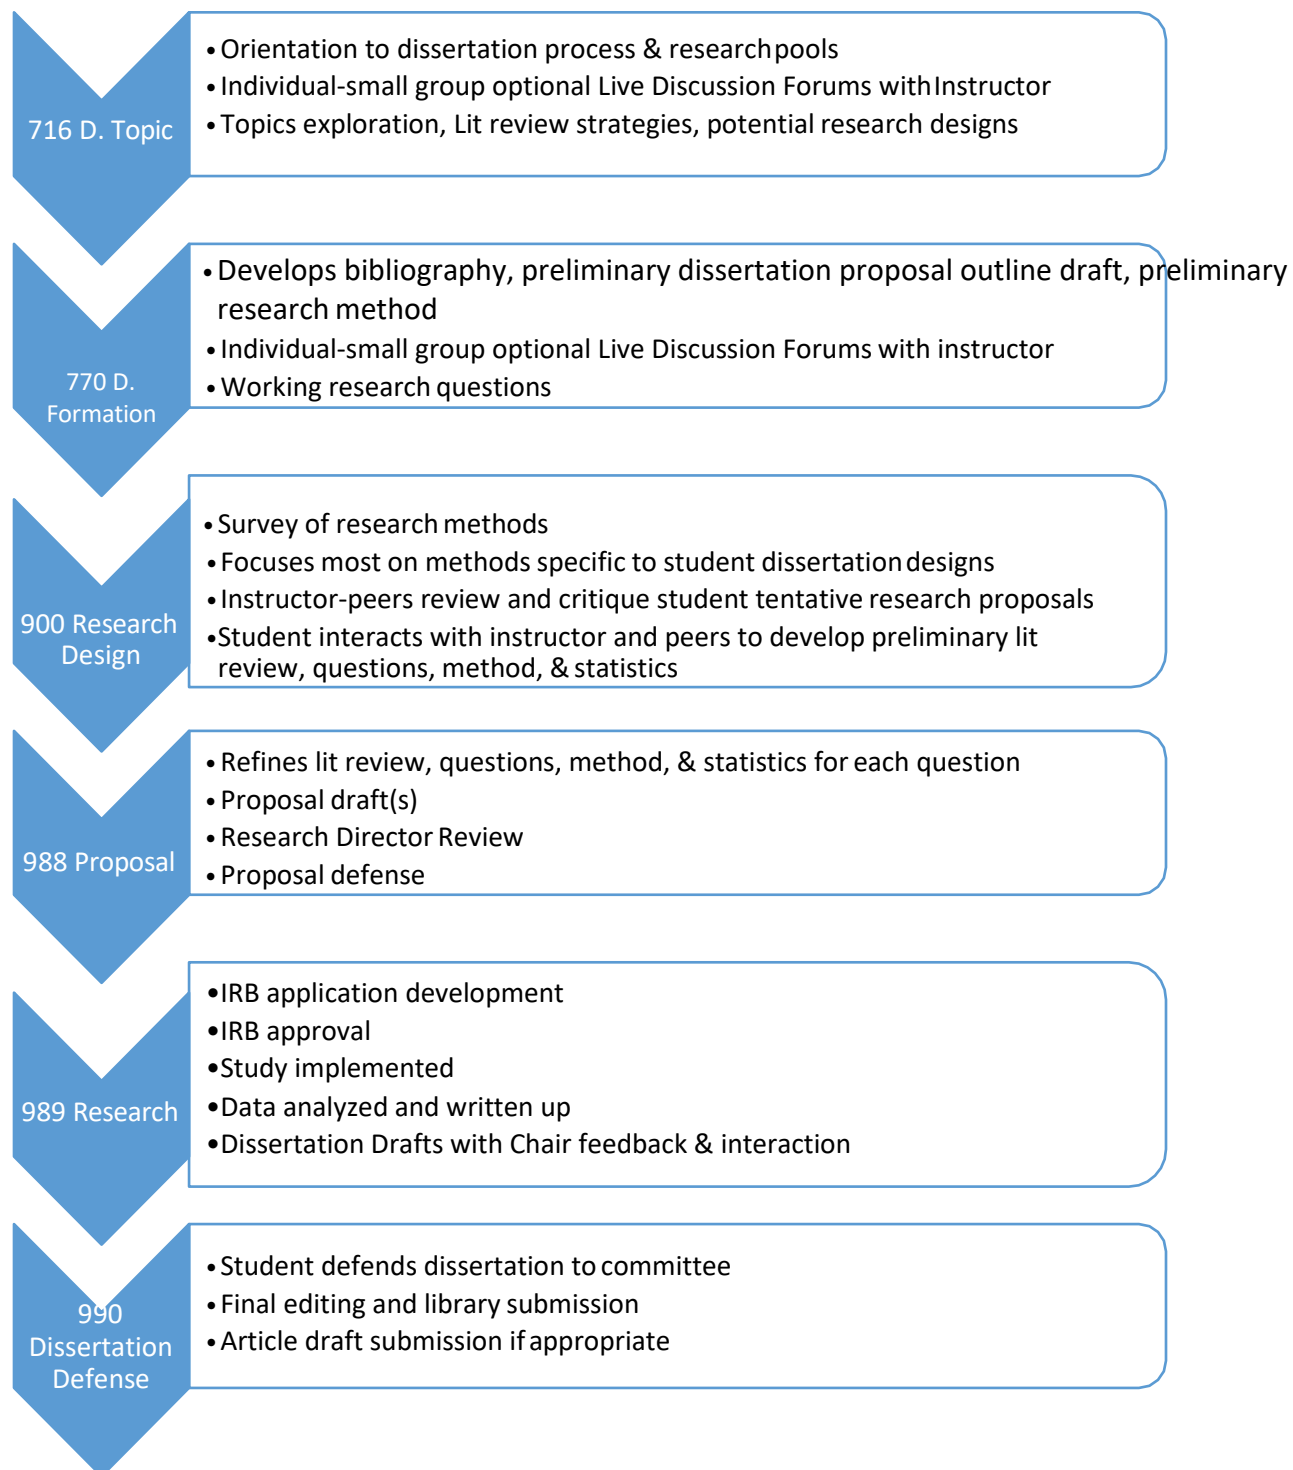 716 D. Topic
• Orientation to dissertation process & research pools
• Individual-small group optional Live Discussion Forums with Instructor
• Topics exploration, Lit review strategies, potential research designs
770 D.
Formation
• Develops bibliography, preliminary dissertation proposal outline draft, preliminary
research method
• Individual-small group optional Live Discussion Forums with instructor
• Working research questions
900 Research
Design
• Survey of research methods
• Focuses most on methods specific to student dissertation designs
• Instructor-peers review and critique student tentative research proposals
• Student interacts with instructor and peers to develop preliminary lit
review, questions, method, & statistics
988 Proposal
• Refines lit review, questions, method, & statistics for each question
• Proposal draft(s)
• Research Director Review
• Proposal defense
989 Research
• IRB application development
• IRB approval
• Study implemented
• Data analyzed and written up
• Dissertation Drafts with Chair feedback & interaction
990
Dissertation
Defense
• Student defends dissertation to committee
• Final editing and library submission
• Article draft submission if appropriate